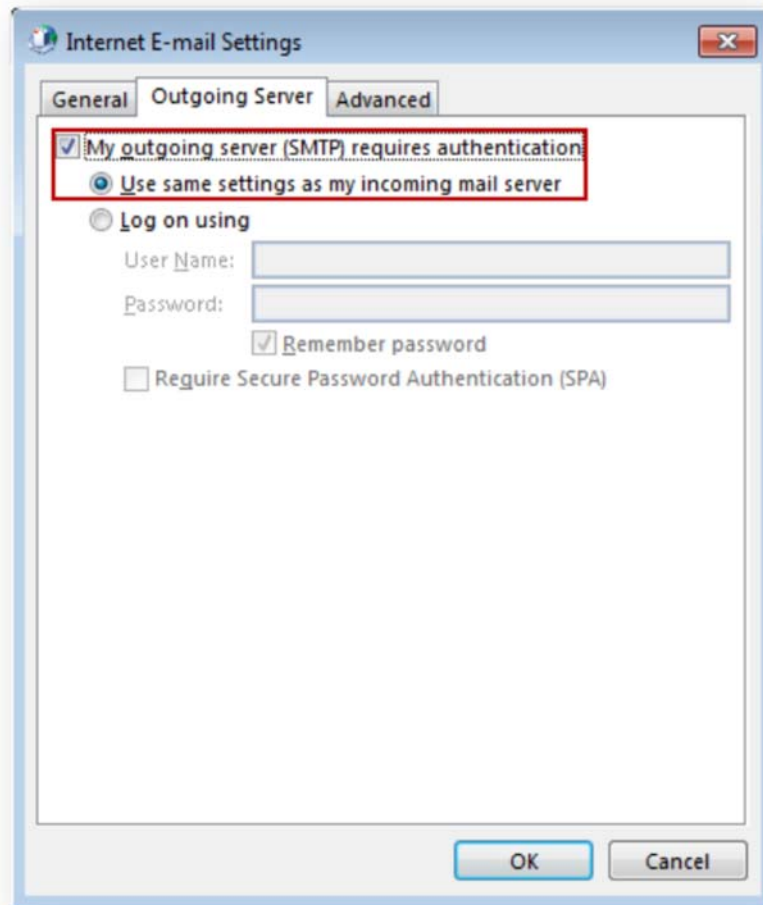 Internet E-mail Settings
General Outgoing Server Advanced
My outgoing server (SMTP) requires authentication
Use same settings as my incoming mail server
Log on using
User Name:
Password:
Remember password
Require Secure Password Authentication (SPA)
OK Cancel